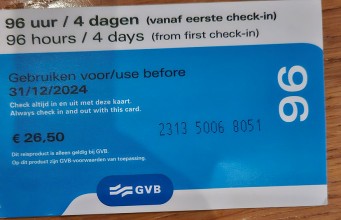 96 uur / 4 dagen (vanaf eerste check-in)
96 hours / 4 days (from first check-in)
Gebruiken voor/use before
31/12/2024
Check altijd in en uit met deze kaart.
Always check in and out with this card.
96
€ 26,50
2313 5006 8051
Dit reisproduct is alleen geldig bij GVB.
Op dit product zijn GVB-voorwaarden van toepassing.
GVB